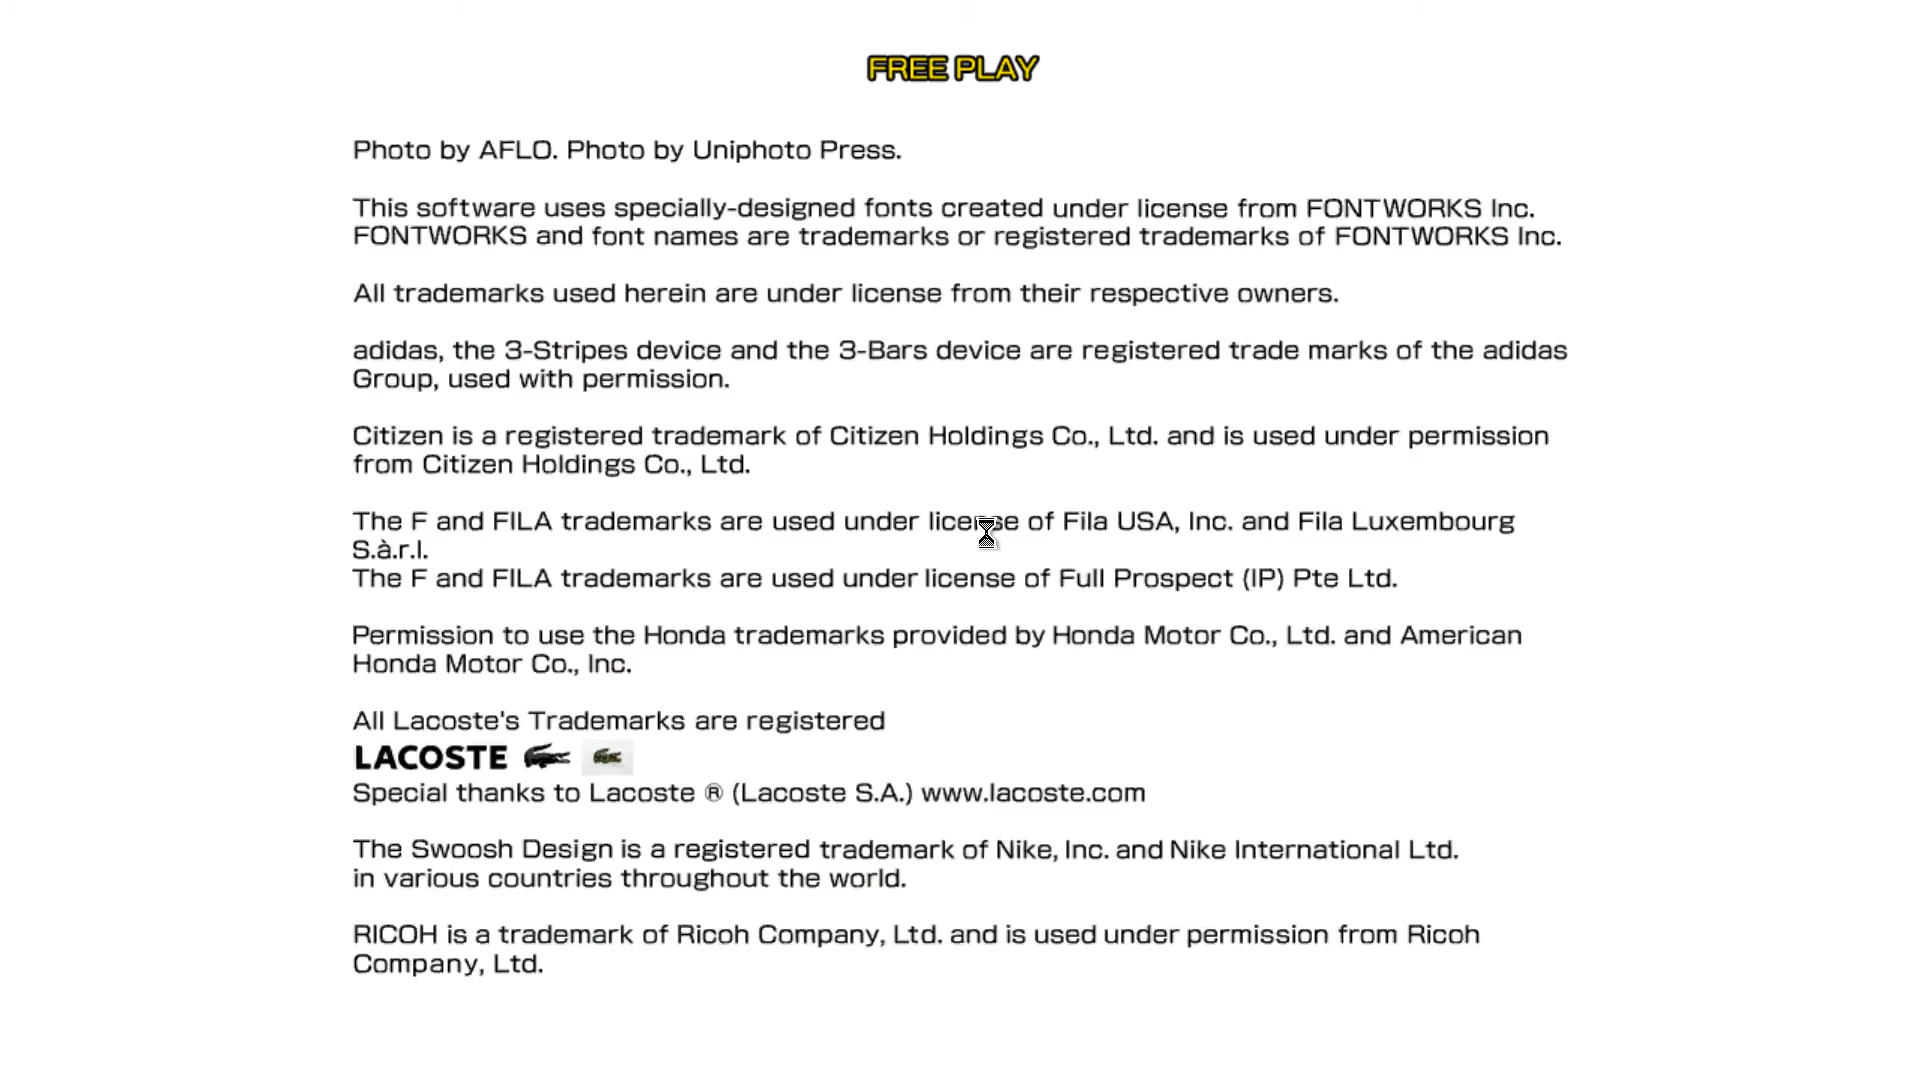 FREE PLAY
Photo by AFLO. Photo by Uniphoto Press.
This software uses specially-designed fonts created under license from FONTWORKS Inc.
FONTWORKS and font names are trademarks or registered trademarks of FONTWORKS Inc.
All trademarks used herein are under license from their respective owners.
adidas, the 3-Stripes device and the 3-Bars device are registered trade marks of the adidas
Group, used with permission.
Citizen is a registered trademark of Citizen Holdings Co., Ltd. and is used under permission
from Citizen Holdings Co., Ltd.
The F and FILA trademarks are used under license of Fila USA, Inc. and Fila Luxembourg
S.à.r.l.
The F and FILA trademarks are used under license of Full Prospect (IP) Pte Ltd.
Permission to use the Honda trademarks provided by Honda Motor Co., Ltd. and American
Honda Motor Co., Inc.
All Lacoste's Trademarks are registered
LACOSTE
Special thanks to Lacoste ® (Lacoste S.A.) www.lacoste.com
The Swoosh Design is a registered trademark of Nike, Inc. and Nike International Ltd.
in various countries throughout the world.
RICOH is a trademark of Ricoh Company, Ltd. and is used under permission from Ricoh
Company, Ltd.